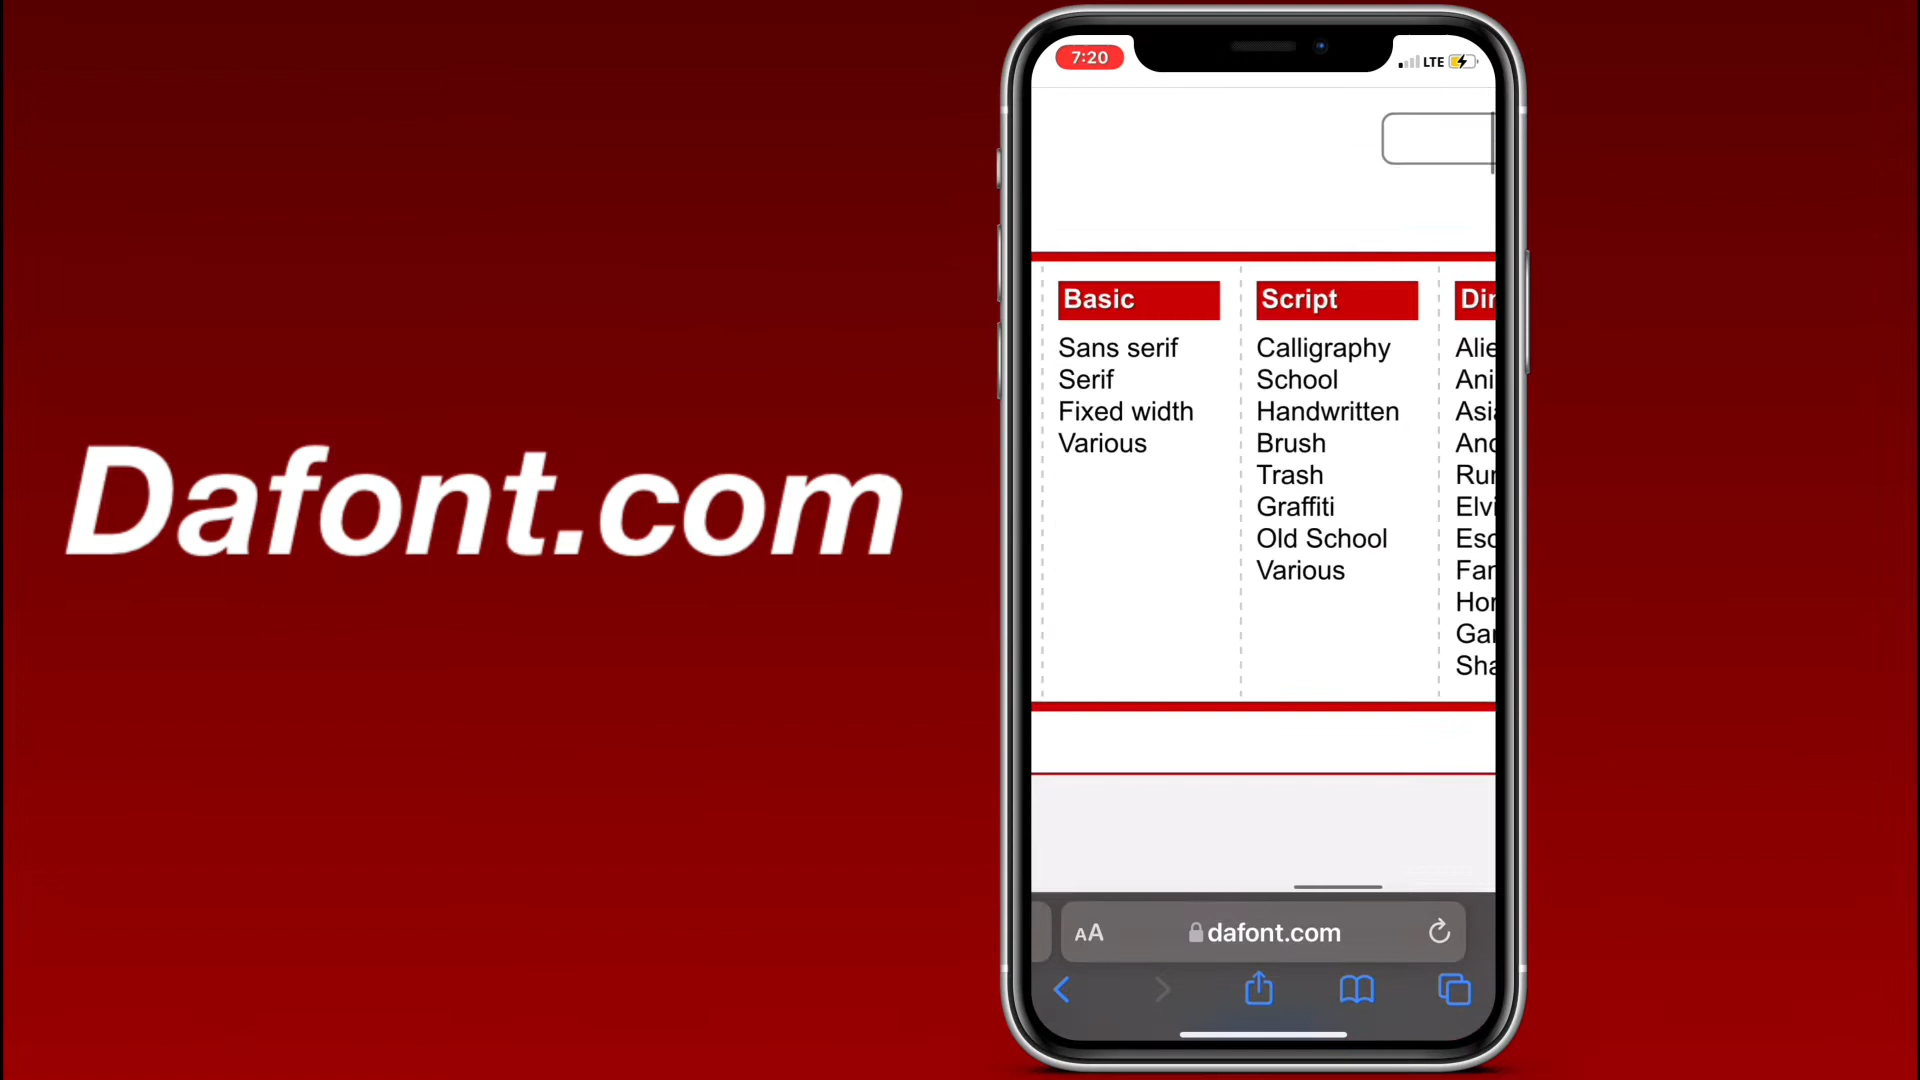 Dafont.com
7:20
LTE
Basic
Sans serif
Serif
Fixed width
Various
Script
Calligraphy
School
Handwritten
Brush
Trash
Graffiti
Old School
Various
AA
dafont.com